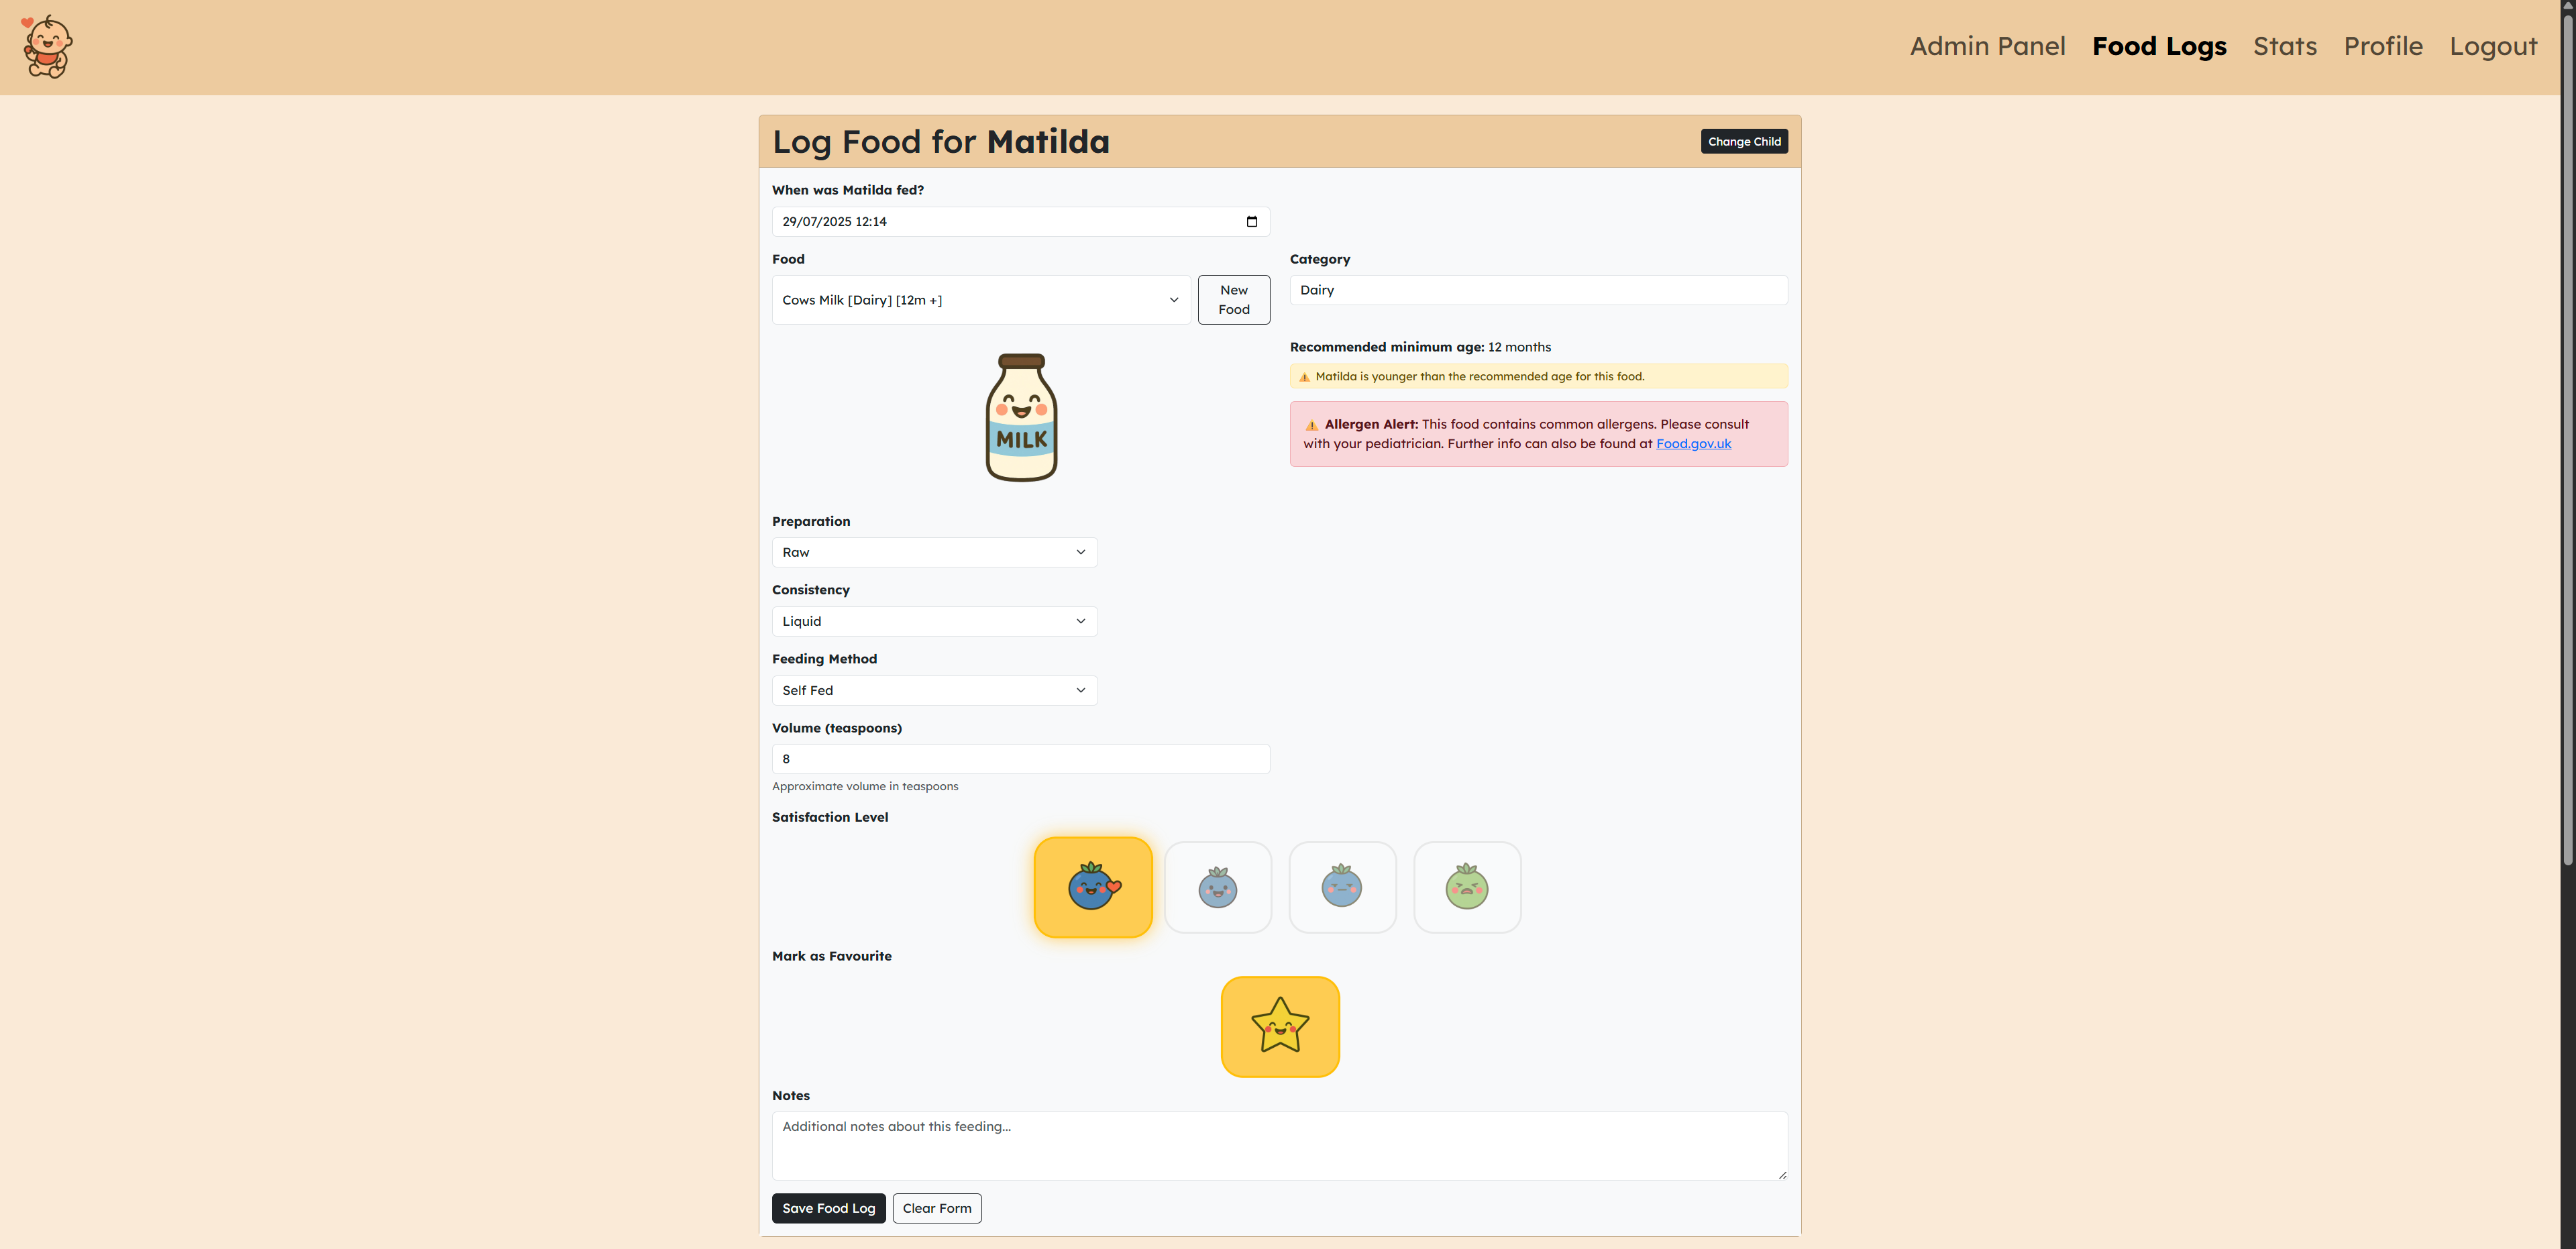 Admin Panel Food Logs Stats Profile Logout
Log Food for Matilda
Change Child
When was Matilda fed?
29/07/2025 12:14
Food
Cows Milk [Dairy] [12m +]
New
Food
Category
Dairy
MILK
Recommended minimum age: 12 months
⚠️ Matilda is younger than the recommended age for this food.
⚠️ Allergen Alert: This food contains common allergens. Please consult
with your pediatrician. Further info can also be found at Food.gov.uk
Preparation
Raw
Consistency
Liquid
Feeding Method
Self Fed
Volume (teaspoons)
8
Approximate volume in teaspoons
Satisfaction Level
Mark as Favourite
Notes
Additional notes about this feeding...
Save Food Log
Clear Form